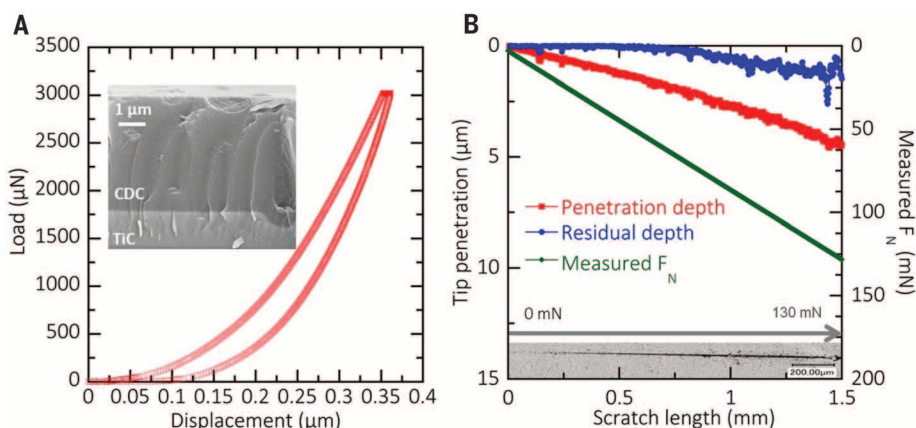 A
3500
3000
2500
2000
1500
1000
500
0
Load (μN)
1 μm
CDC
TiC
0 0.05 0.1 0.15 0.2 0.25 0.3 0.35 0.4
Displacement (μm)
B
0
5
10
15
Tip penetration (μm)
Penetration depth
Residual depth
Measured F_N
0 mN
130 mN
200.00μm
0 0.5 1 1.5
Scratch length (mm)
0
50
100
150
200
Measured F_N (mN)